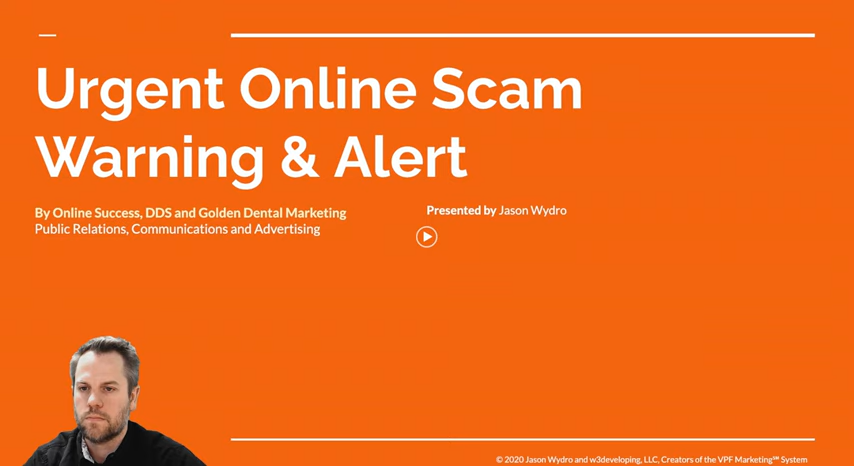 Urgent Online Scam
Warning & Alert
By Online Success, DDS and Golden Dental Marketing
Public Relations, Communications and Advertising
Presented by Jason Wydro
© 2020 Jason Wydro and w3developing, LLC, Creators of the VPF Marketing℠ System